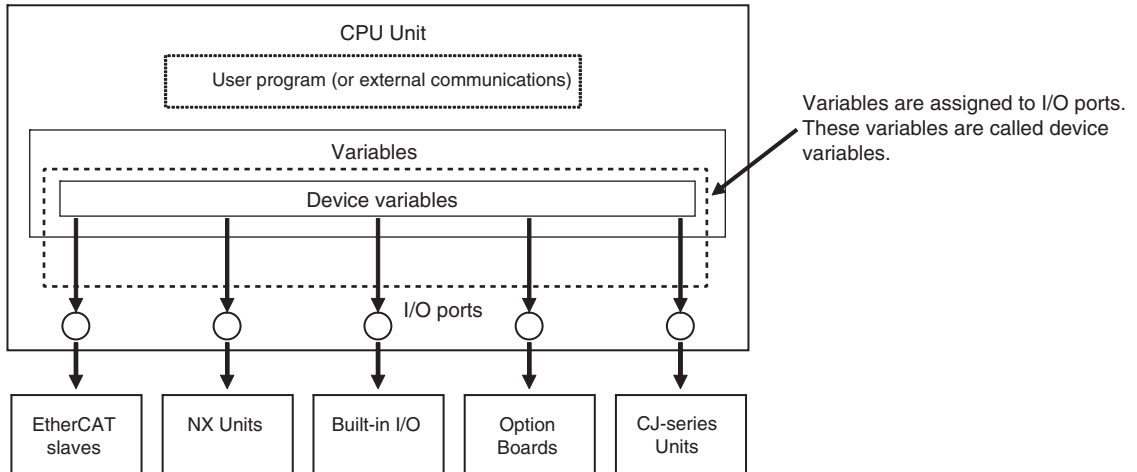 CPU Unit
User program (or external communications)
Variables are assigned to I/O ports.
These variables are called device
variables.
Variables
Device variables
I/O ports
EtherCAT
slaves
NX Units
Built-in I/O
Option
Boards
CJ-series
Units